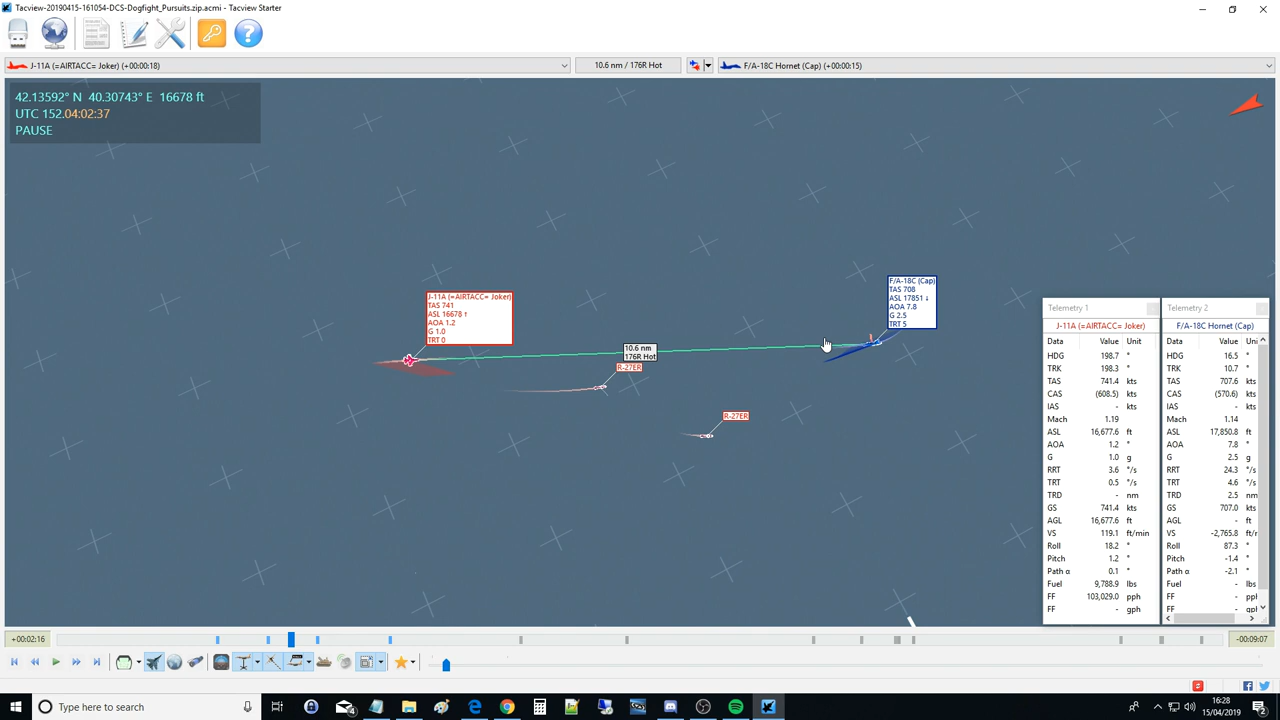 Tacview-20190415-161054-DCS-Dogfight_Pursuits.zip.acmi - Tacview Starter
J-11A (=AIRTACC= Joker) (+00:00:18)
10.6 nm / 176R Hot
F/A-18C Hornet (Cap) (+00:00:15)
42.13592° N 40.30743° E 16678 ft
UTC 152.04:02:37
PAUSE
F/A-18C (Cap)
TAS 708
ASL 17851 ↓
AOA 7.8
G 2.5
TRT 5
J-11A (=AIRTACC= Joker)
TAS 741
ASL 16678 ↑
AOA 1.2
G 1.0
TRT 0
10.6 nm
176R Hot
R-27ER
R-27ER
Telemetry 1
J-11A (=AIRTACC= Joker)
Data Value Unit
HDG 198.7 °
TRK 198.3 °
TAS 741.4 kts
CAS (608.5) kts
IAS - kts
Mach 1.19
ASL 16,677.6 ft
AOA 1.2 °
G 1.0 g
RRT 3.6 °/s
TRT 0.5 °/s
TRD - nm
GS 741.4 kts
AGL 16,677.6 ft
VS 119.1 ft/min
Roll 18.2 °
Pitch 1.2 °
Path α 0.1 °
Fuel 9,788.9 lbs
FF 103,029.0 pph
FF - gph
Telemetry 2
F/A-18C Hornet (Cap)
Data Value Uni
HDG 16.5 °
TRK 10.7 °
TAS 707.6 kts
CAS (570.6) kts
IAS - kts
Mach 1.14
ASL 17,850.8 ft
AOA 7.8 °
G 2.5 g
RRT 24.3 °/s
TRT 4.6 °/s
TRD 2.5 nm
GS 707.0 kts
AGL - ft
VS -2,765.8 ft/r
Roll 87.3 °
Pitch -1.4 °
Path α -2.1 °
Fuel - lbs
FF - pph
FF - gph
+00:02:16
-00:09:07
Type here to search
16:28
15/04/2019
2